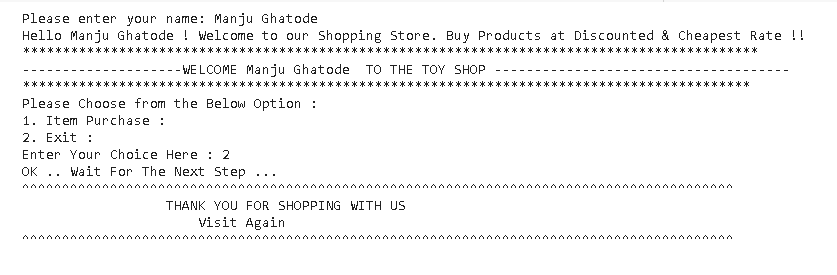 Please enter your name: Manju Ghatode
Hello Manju Ghatode ! Welcome to our Shopping Store. Buy Products at Discounted & Cheapest Rate !!
********************************************************************************************
--------------------WELCOME Manju Ghatode  TO THE TOY SHOP -------------------------------------
*******************************************************************************************
Please Choose from the Below Option :
1. Item Purchase :
2. Exit :
Enter Your Choice Here : 2
OK .. Wait For The Next Step ...
^^^^^^^^^^^^^^^^^^^^^^^^^^^^^^^^^^^^^^^^^^^^^^^^^^^^^^^^^^^^^^^^^^^^^^^^^^^^^^^^^^^^^^^^^
                  THANK YOU FOR SHOPPING WITH US
                      Visit Again
^^^^^^^^^^^^^^^^^^^^^^^^^^^^^^^^^^^^^^^^^^^^^^^^^^^^^^^^^^^^^^^^^^^^^^^^^^^^^^^^^^^^^^^^^